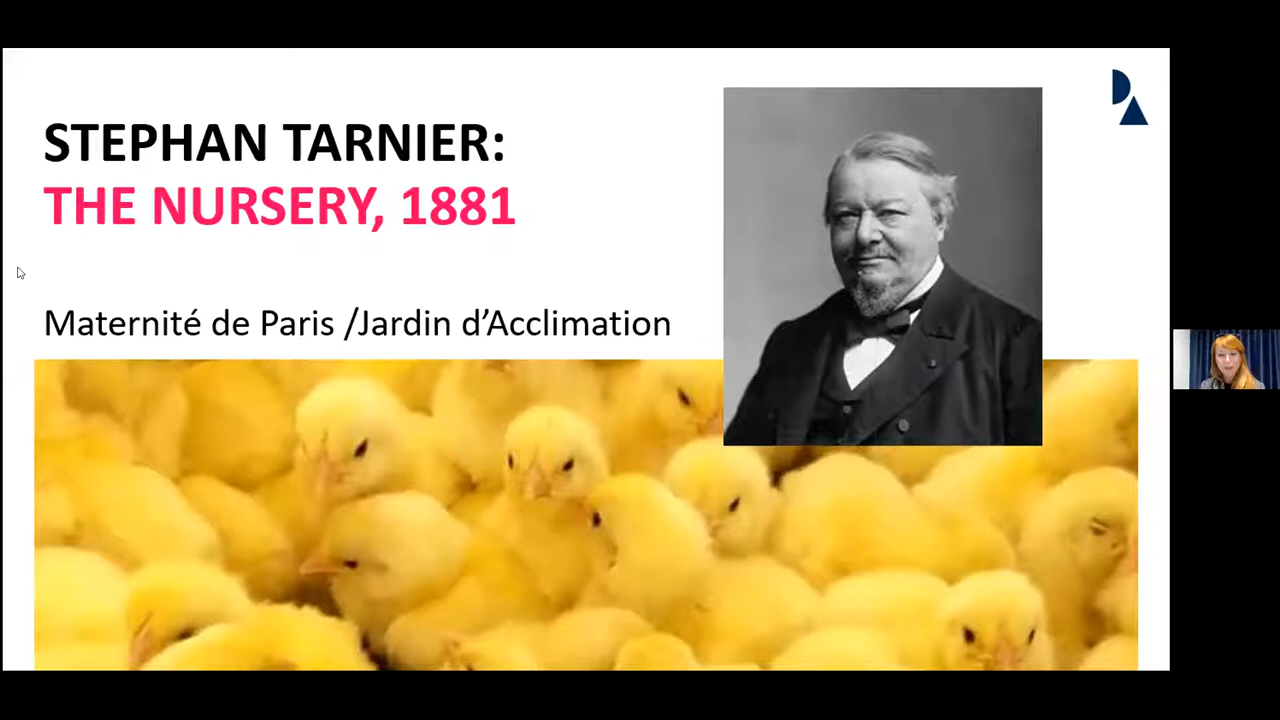 STEPHAN TARNIER:
THE NURSERY, 1881
Maternité de Paris /Jardin d’Acclimation